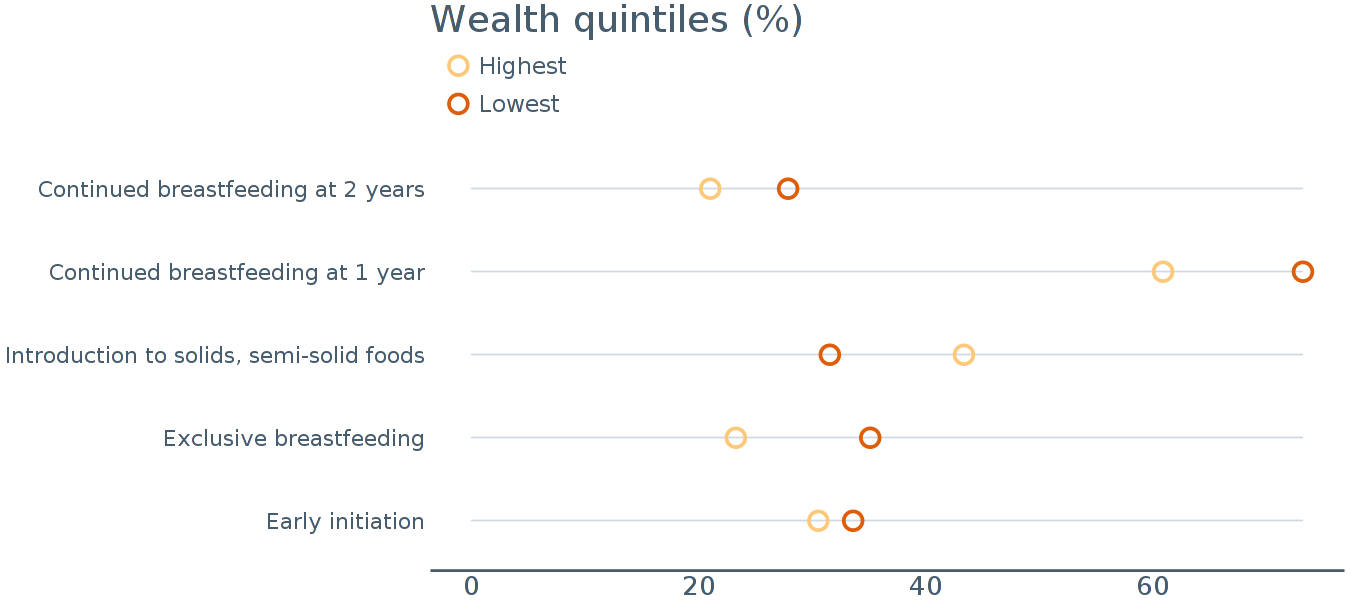 Wealth quintiles (%)
Highest
Lowest
Continued breastfeeding at 2 years
Continued breastfeeding at 1 year
Introduction to solids, semi-solid foods
Exclusive breastfeeding
Early initiation
0 20 40 60